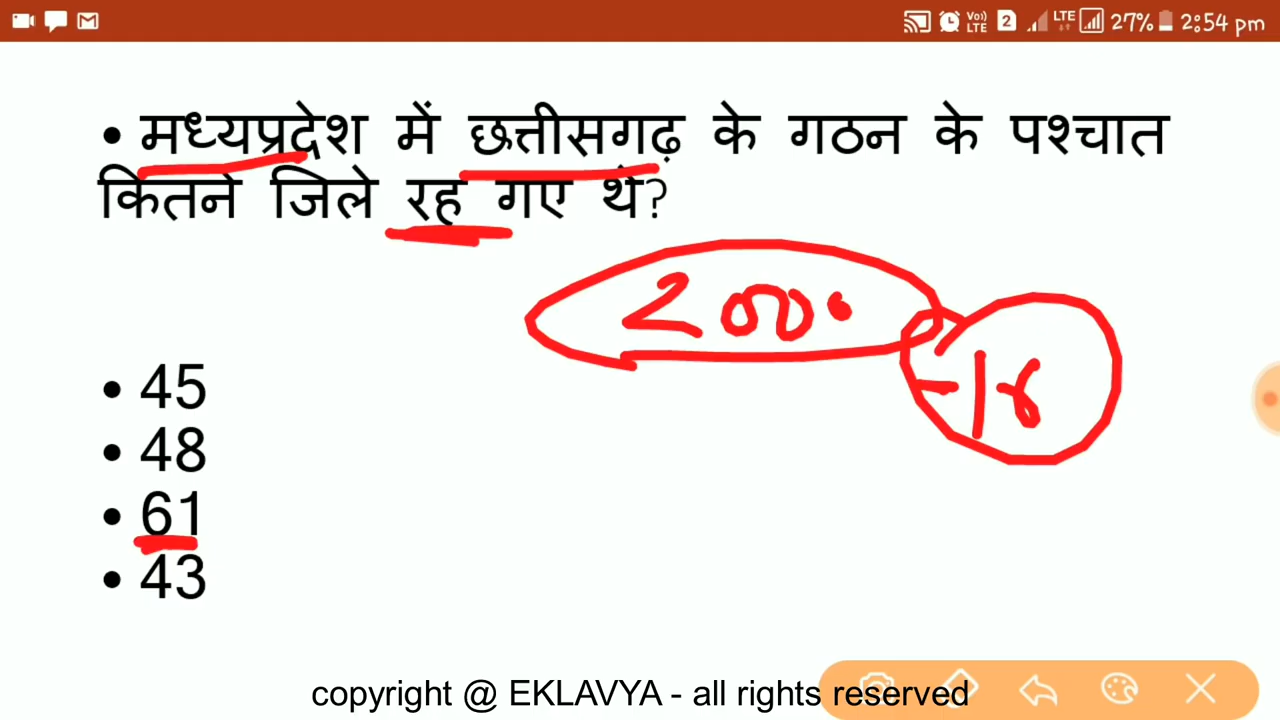 27% 2:54 pm
• मध्यप्रदेश में छत्तीसगढ़ के गठन के पश्चात
कितने जिले रह गए थे?
2000
-16
• 45
• 48
• 61
• 43
copyright @ EKLAVYA - all rights reserved